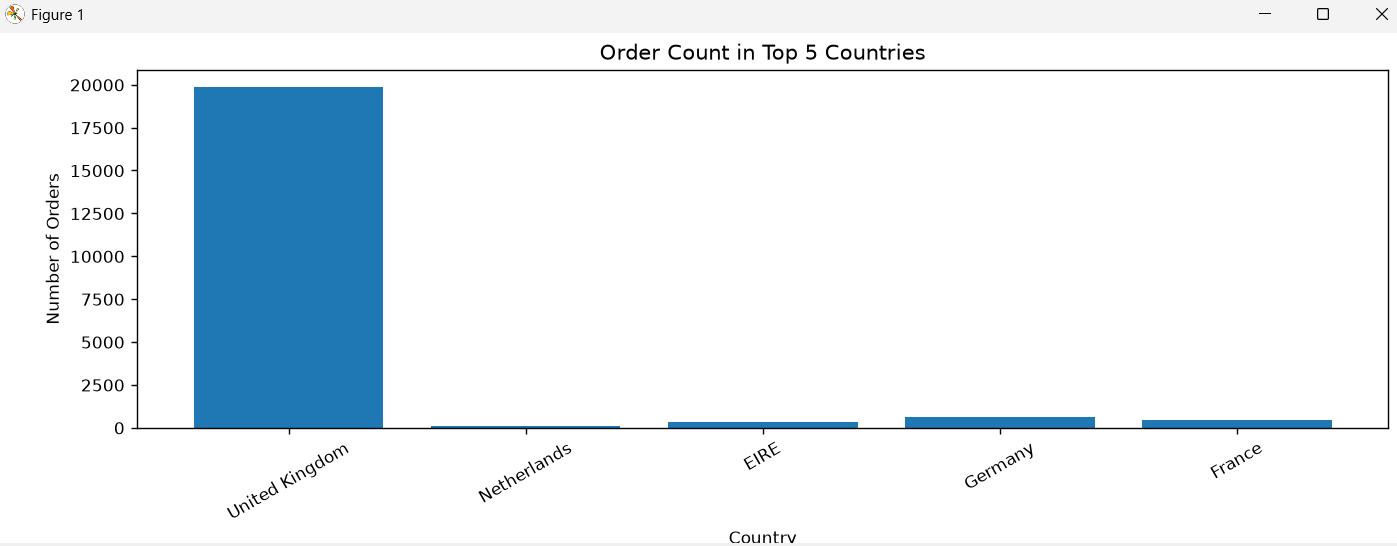 Figure 1
Order Count in Top 5 Countries
Number of Orders
20000
17500
15000
12500
10000
7500
5000
2500
0
United Kingdom
Netherlands
EIRE
Germany
France
Country